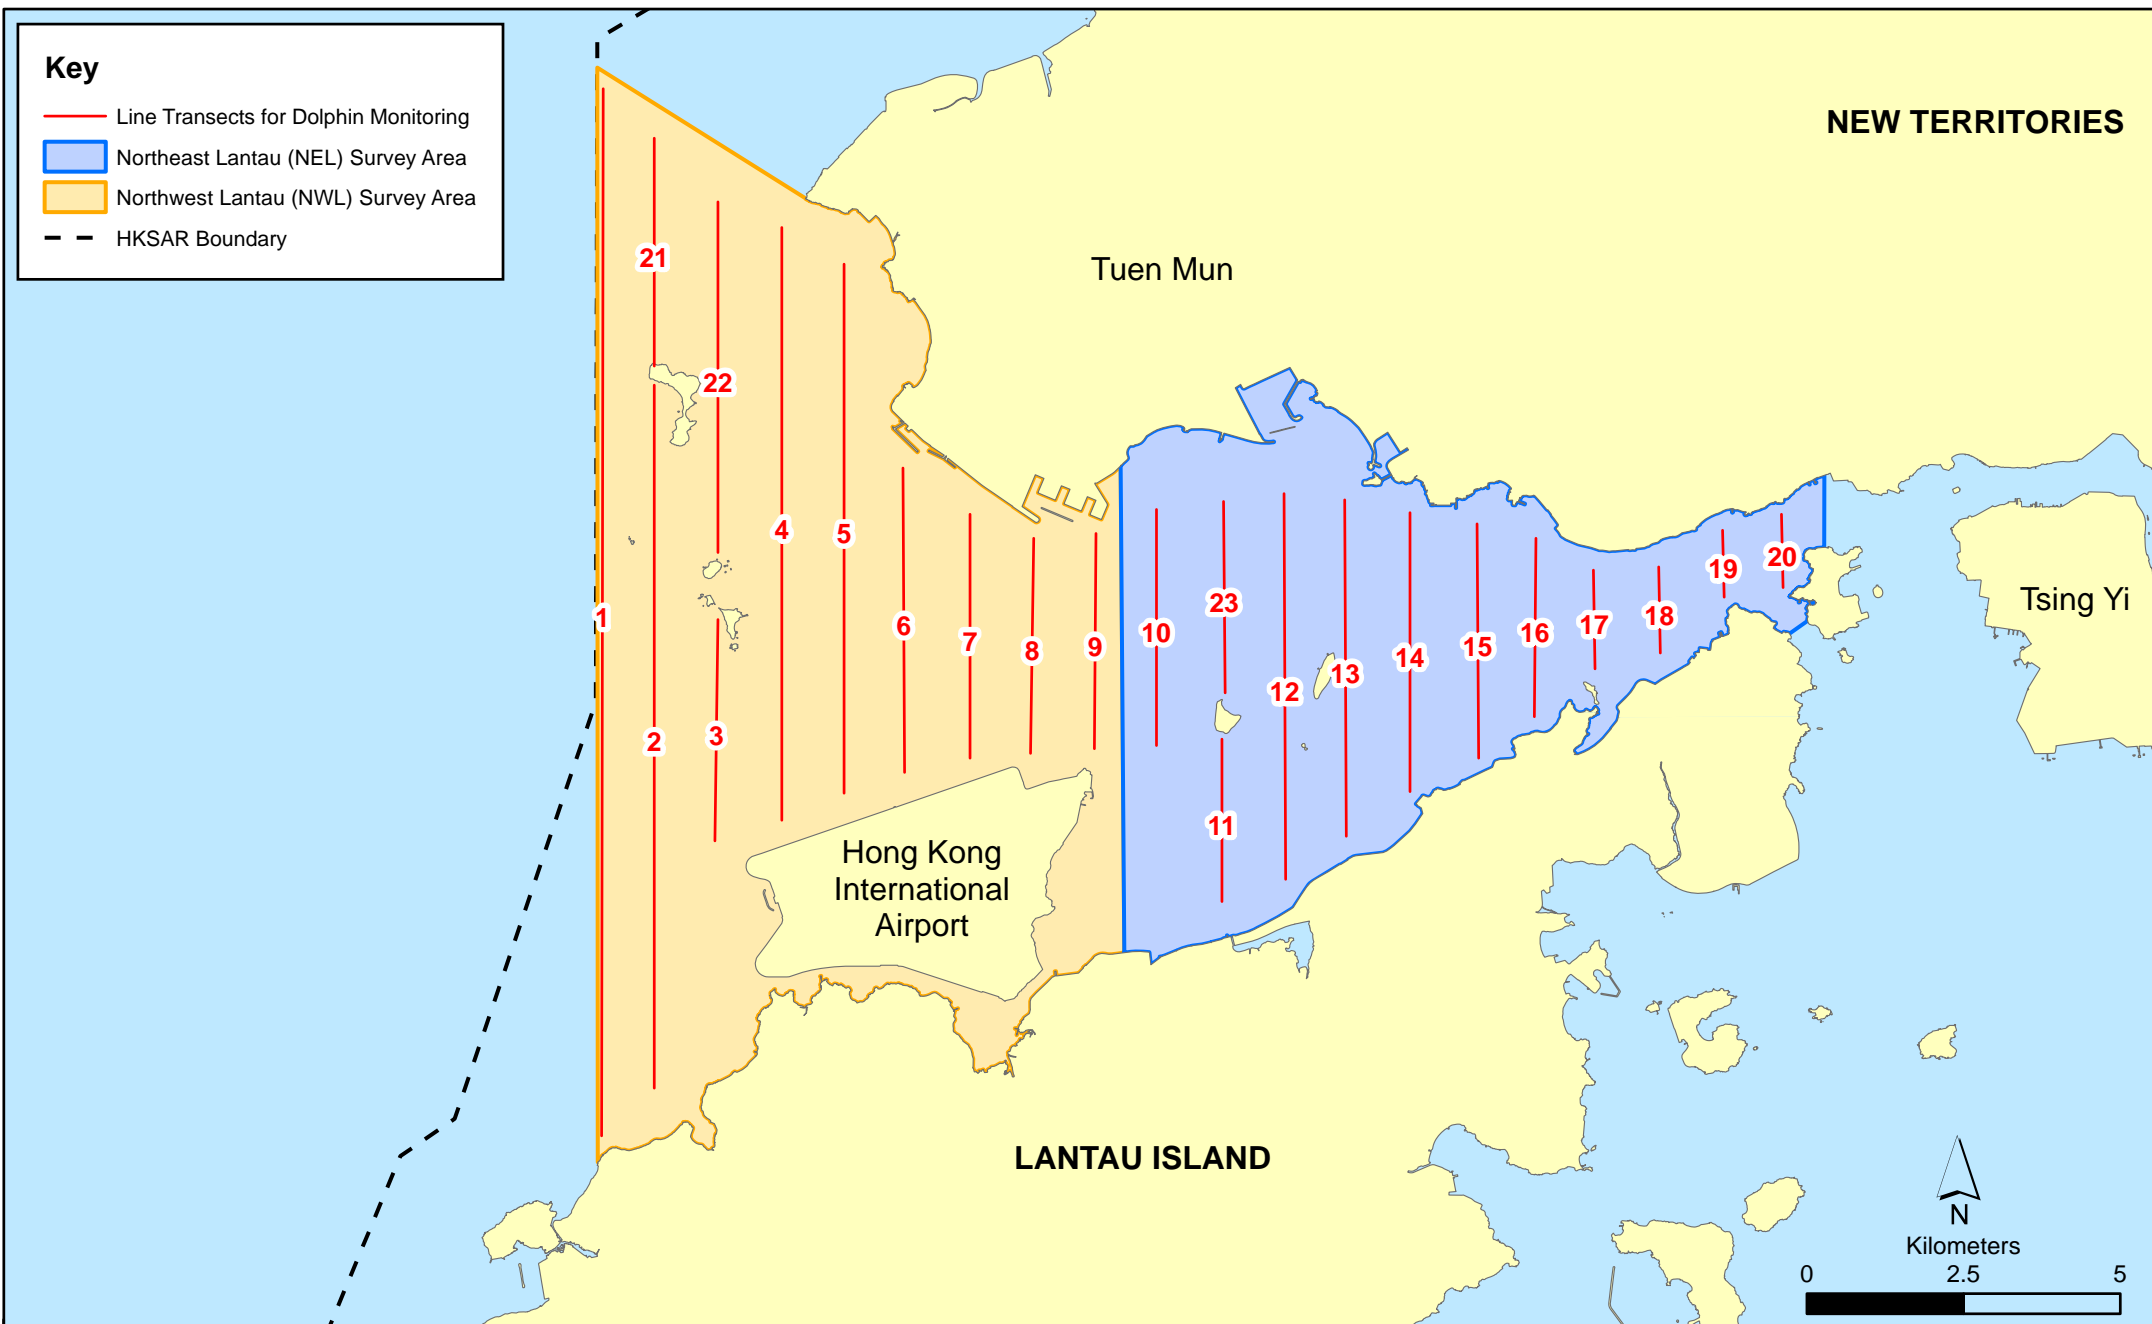 Key
Line Transects for Dolphin Monitoring
Northeast Lantau (NEL) Survey Area
Northwest Lantau (NWL) Survey Area
HKSAR Boundary
NEW TERRITORIES
Tuen Mun
21
22
4
5
20
19
Tsing Yi
23
1
18
6
17
10
16
7
15
8
9
14
13
12
3
2
11
Hong Kong
International
Airport
LANTAU ISLAND
N
Kilometers
0 2.5 5